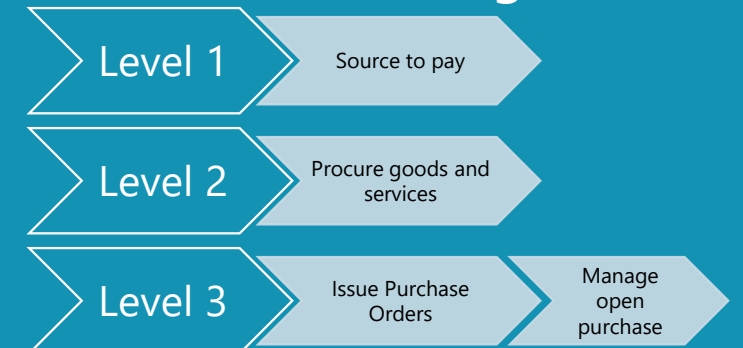 Level 1
Source to pay
Level 2
Procure goods and
services
Level 3
Issue Purchase
Orders
Manage
open
purchase